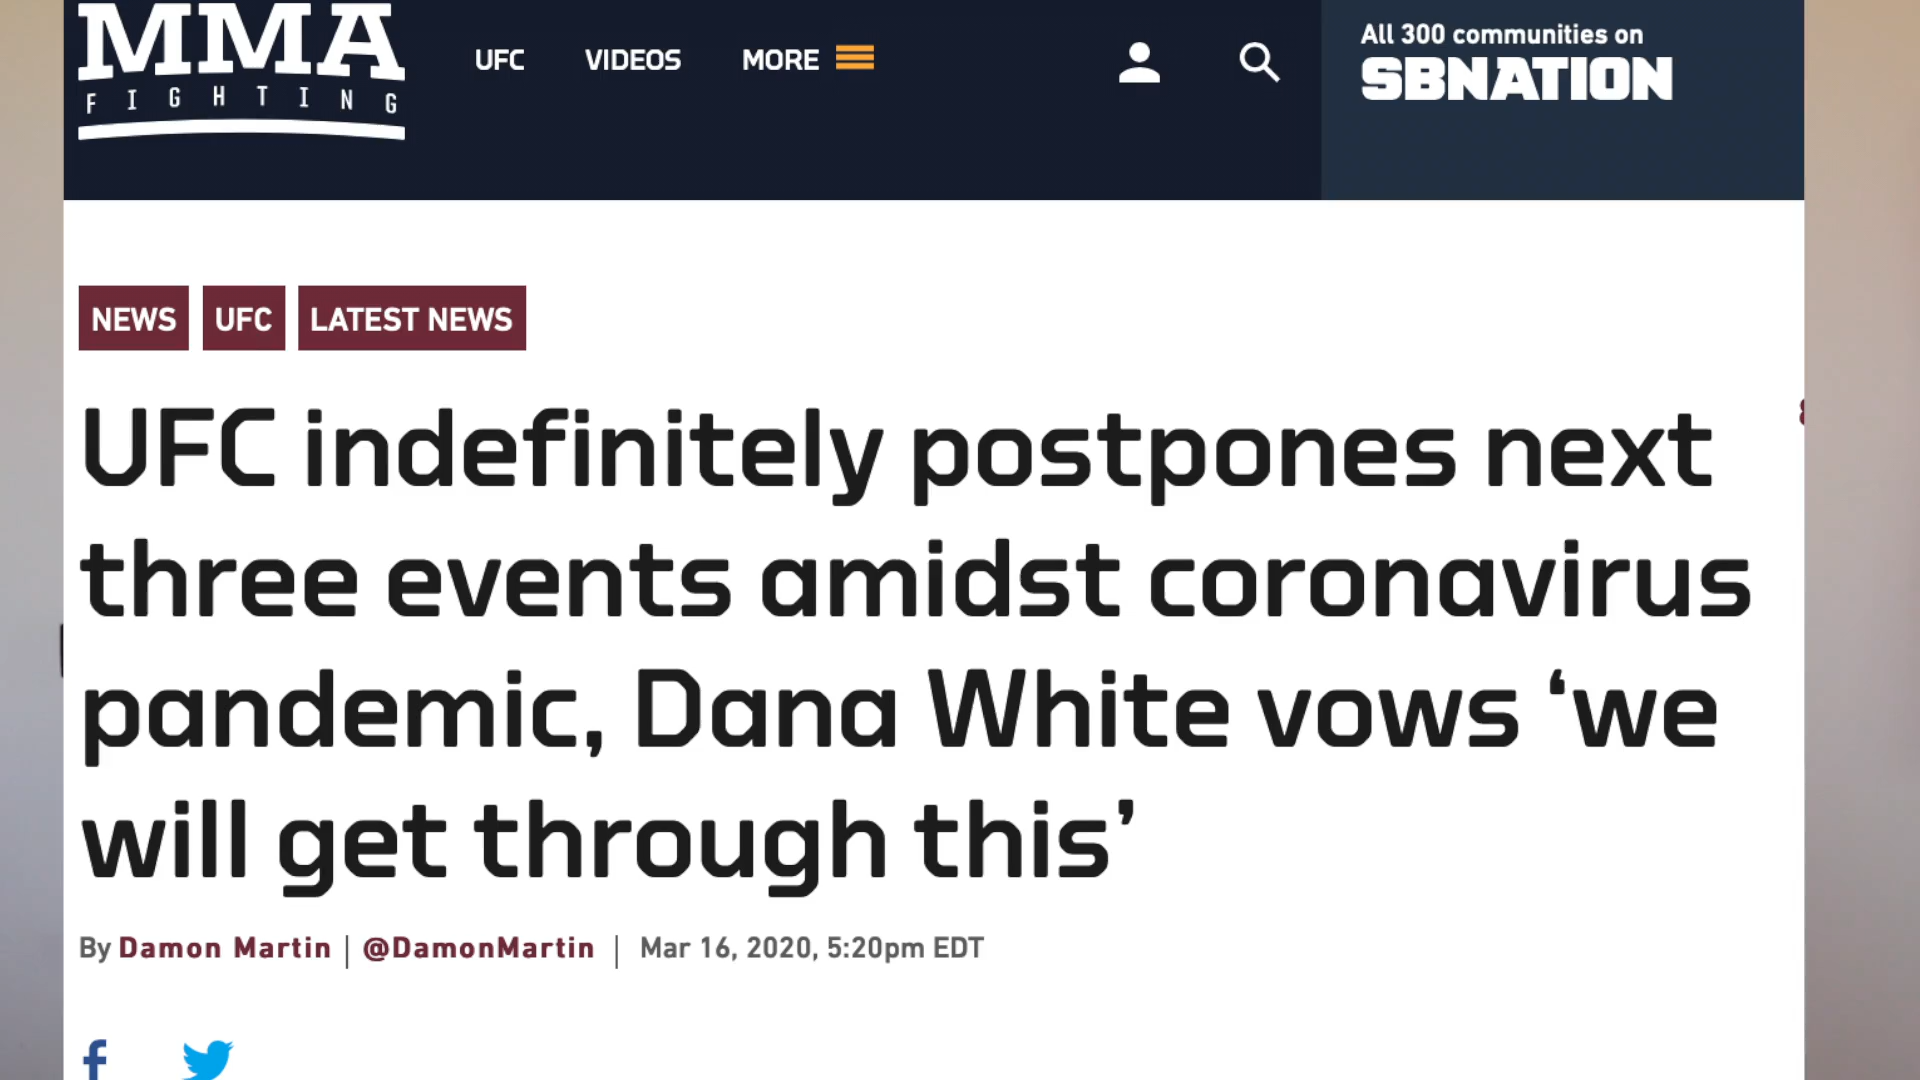 MMA
FIGHTING
UFC VIDEOS MORE
All 300 communities on
SBNATION
NEWS UFC LATEST NEWS
UFC indefinitely postpones next
three events amidst coronavirus
pandemic, Dana White vows ‘we
will get through this’
By Damon Martin | @DamonMartin | Mar 16, 2020, 5:20pm EDT